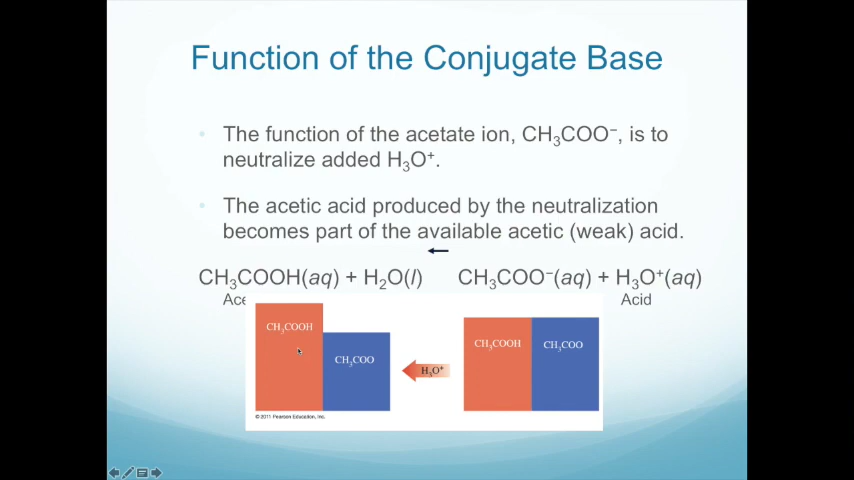 Function of the Conjugate Base
• The function of the acetate ion, CH₃COO⁻, is to
neutralize added H₃O⁺.
• The acetic acid produced by the neutralization
becomes part of the available acetic (weak) acid.
CH₃COOH(aq) + H₂O(l) CH₃COO⁻(aq) + H₃O⁺(aq)
Acid
CH₃COOH
CH₃COO
H₃O⁺
CH₃COOH
CH₃COO
© 2011 Pearson Education, Inc.